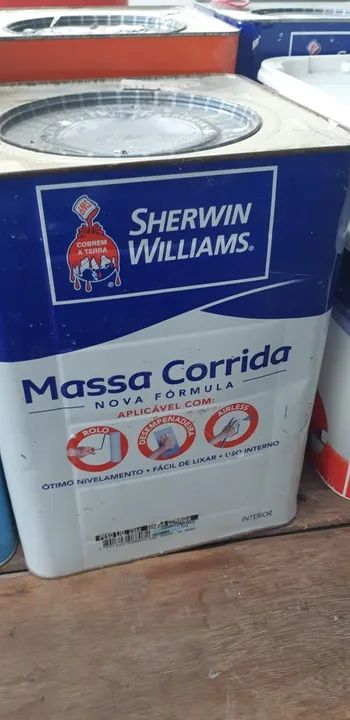 SW
COBREM
A TERRA
SHERWIN
WILLIAMS®
Massa Corrida
NOVA FÓRMULA
APLICÁVEL COM:
ROLO
DESEMPENADEIRA
AIRLESS
ÓTIMO NIVELAMENTO • FÁCIL DE LIXAR • USO INTERNO
INTERIOR